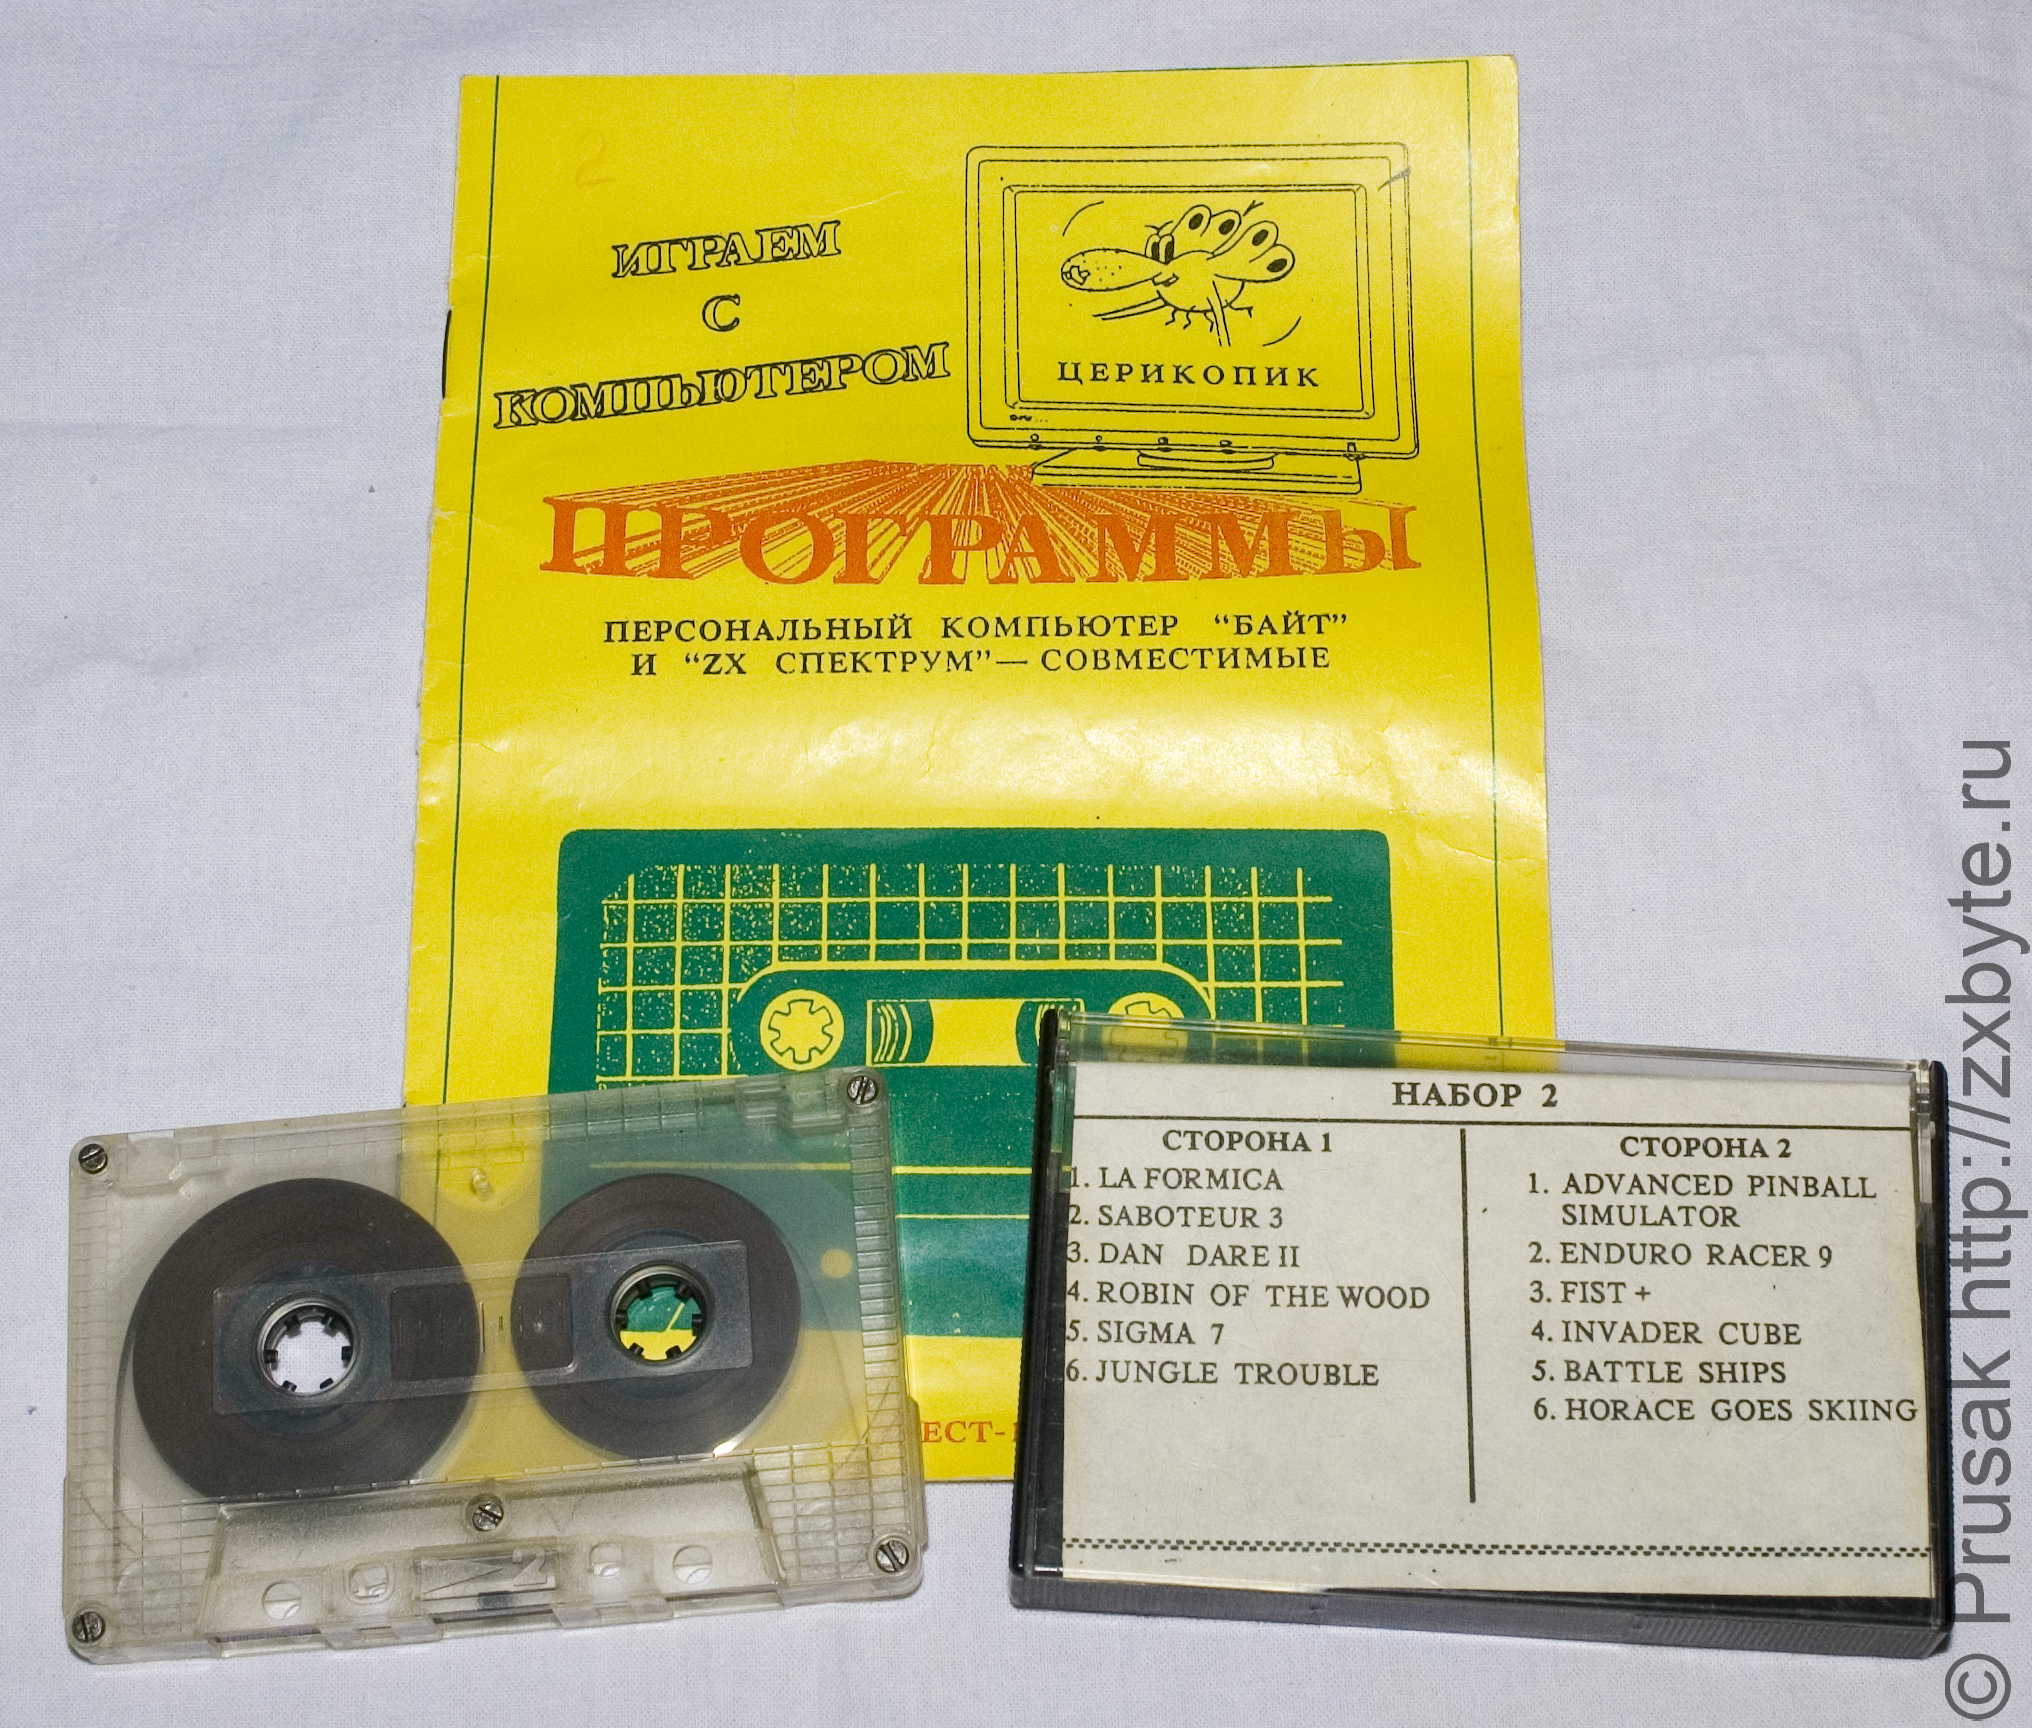 ИГРАЕМ
С
КОМПЬЮТЕРОМ
ЦЕРИКОПИК
ПРОГРАММЫ
ПЕРСОНАЛЬНЫЙ КОМПЬЮТЕР “БАЙТ”
И “ZX СПЕКТРУМ”— СОВМЕСТИМЫЕ
2
НАБОР 2
СТОРОНА 1
1. LA FORMICA
2. SABOTEUR 3
3. DAN DARE II
4. ROBIN OF THE WOOD
5. SIGMA 7
6. JUNGLE TROUBLE
СТОРОНА 2
1. ADVANCED PINBALL
SIMULATOR
2. ENDURO RACER 9
3. FIST +
4. INVADER CUBE
5. BATTLE SHIPS
6. HORACE GOES SKIING
2
© Prusak http://zxbyte.ru